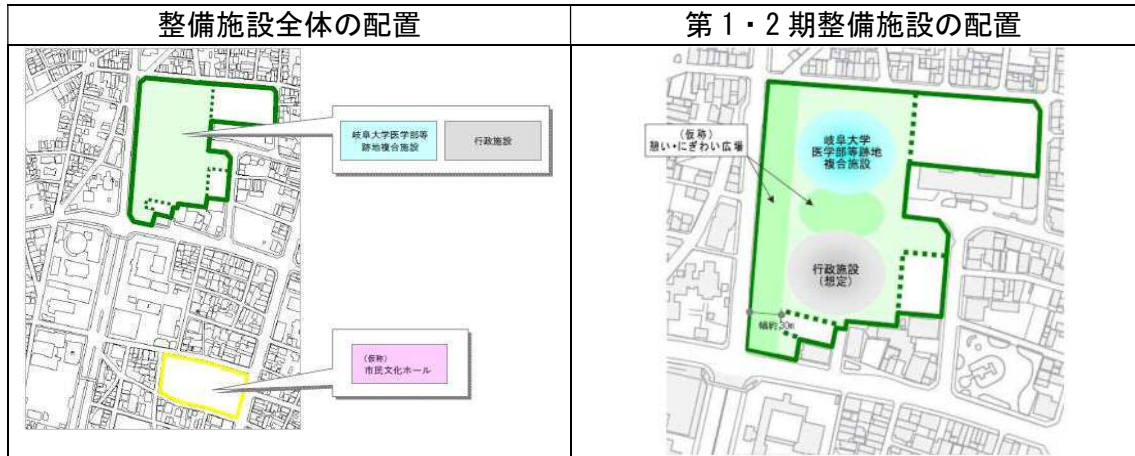 整備施設全体の配置
第1・2期整備施設の配置
岐阜大学医学部等
跡地複合施設
行政施設
(仮称)
市民文化ホール
(仮称)
憩い・にぎわい広場
岐阜大学
医学部等跡地
複合施設
行政施設
(想定)
幅約30m